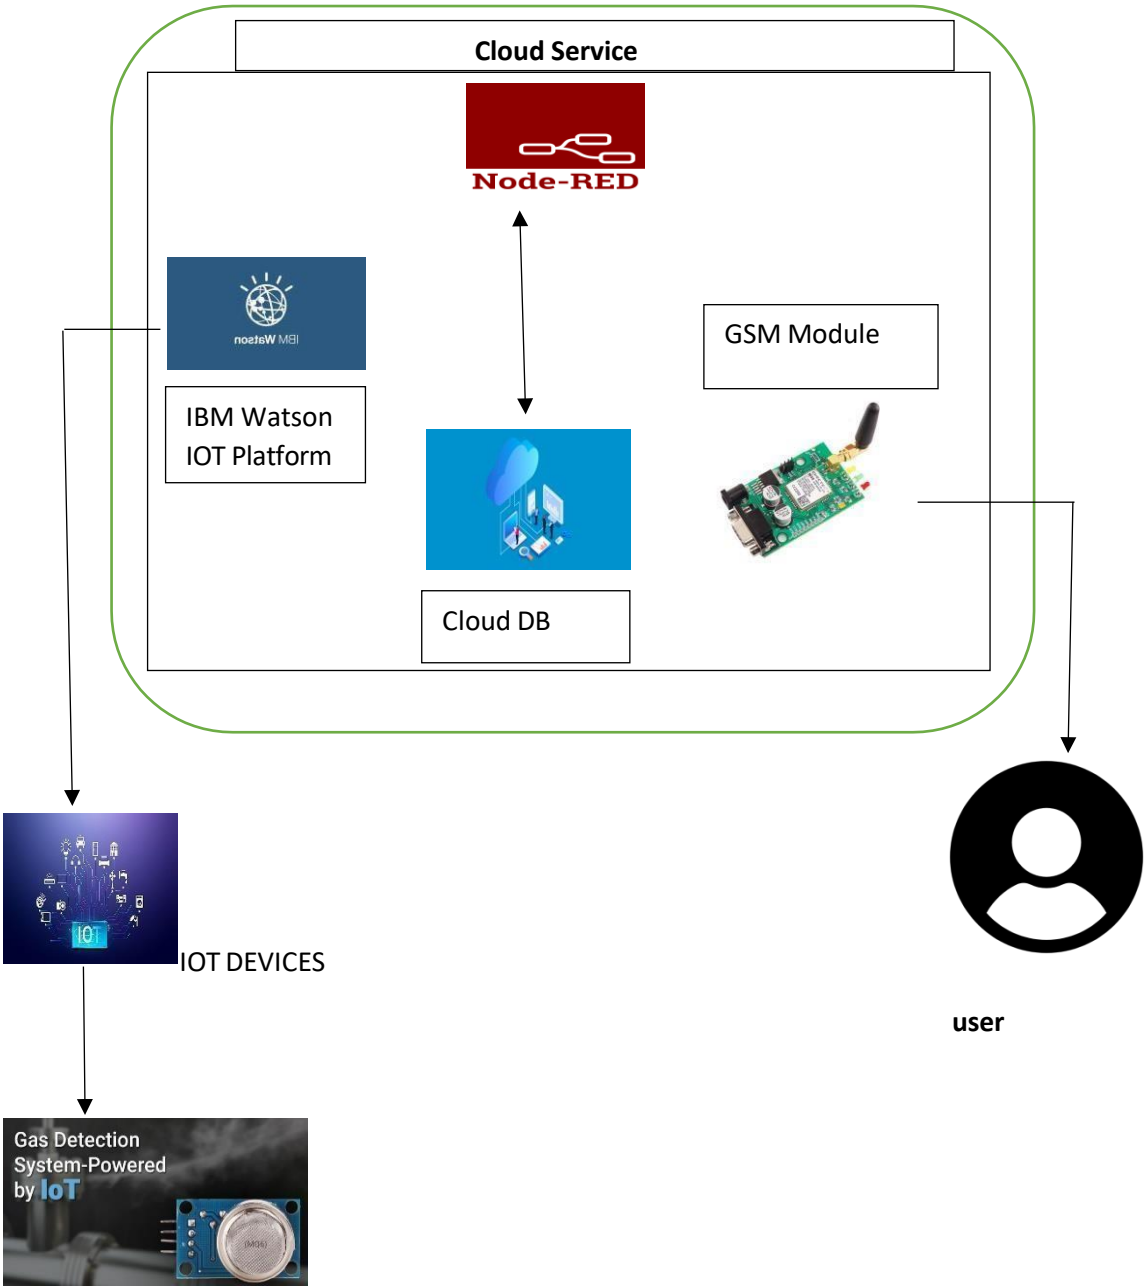 Cloud Service
Node-RED
IBM Watson
IBM Watson
IOT Platform
GSM Module
Cloud DB
IOT
IOT DEVICES
user
Gas Detection
System-Powered
by IoT
(MQ6)